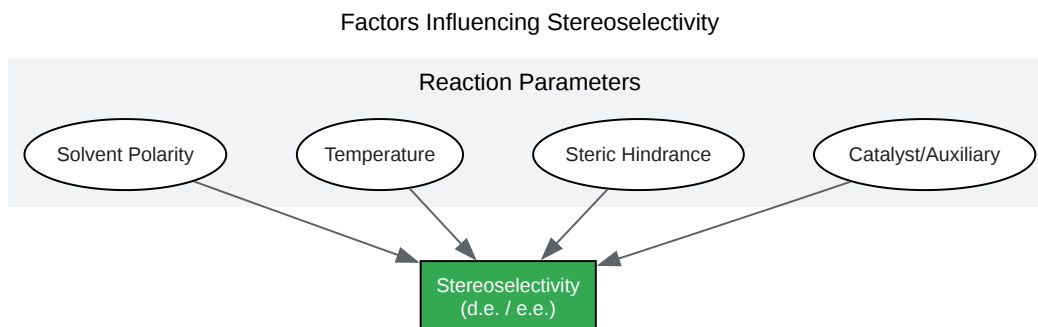 Factors Influencing Stereoselectivity
Reaction Parameters
Solvent Polarity
Temperature
Steric Hindrance
Catalyst/Auxiliary
Stereoselectivity
(d.e. / e.e.)